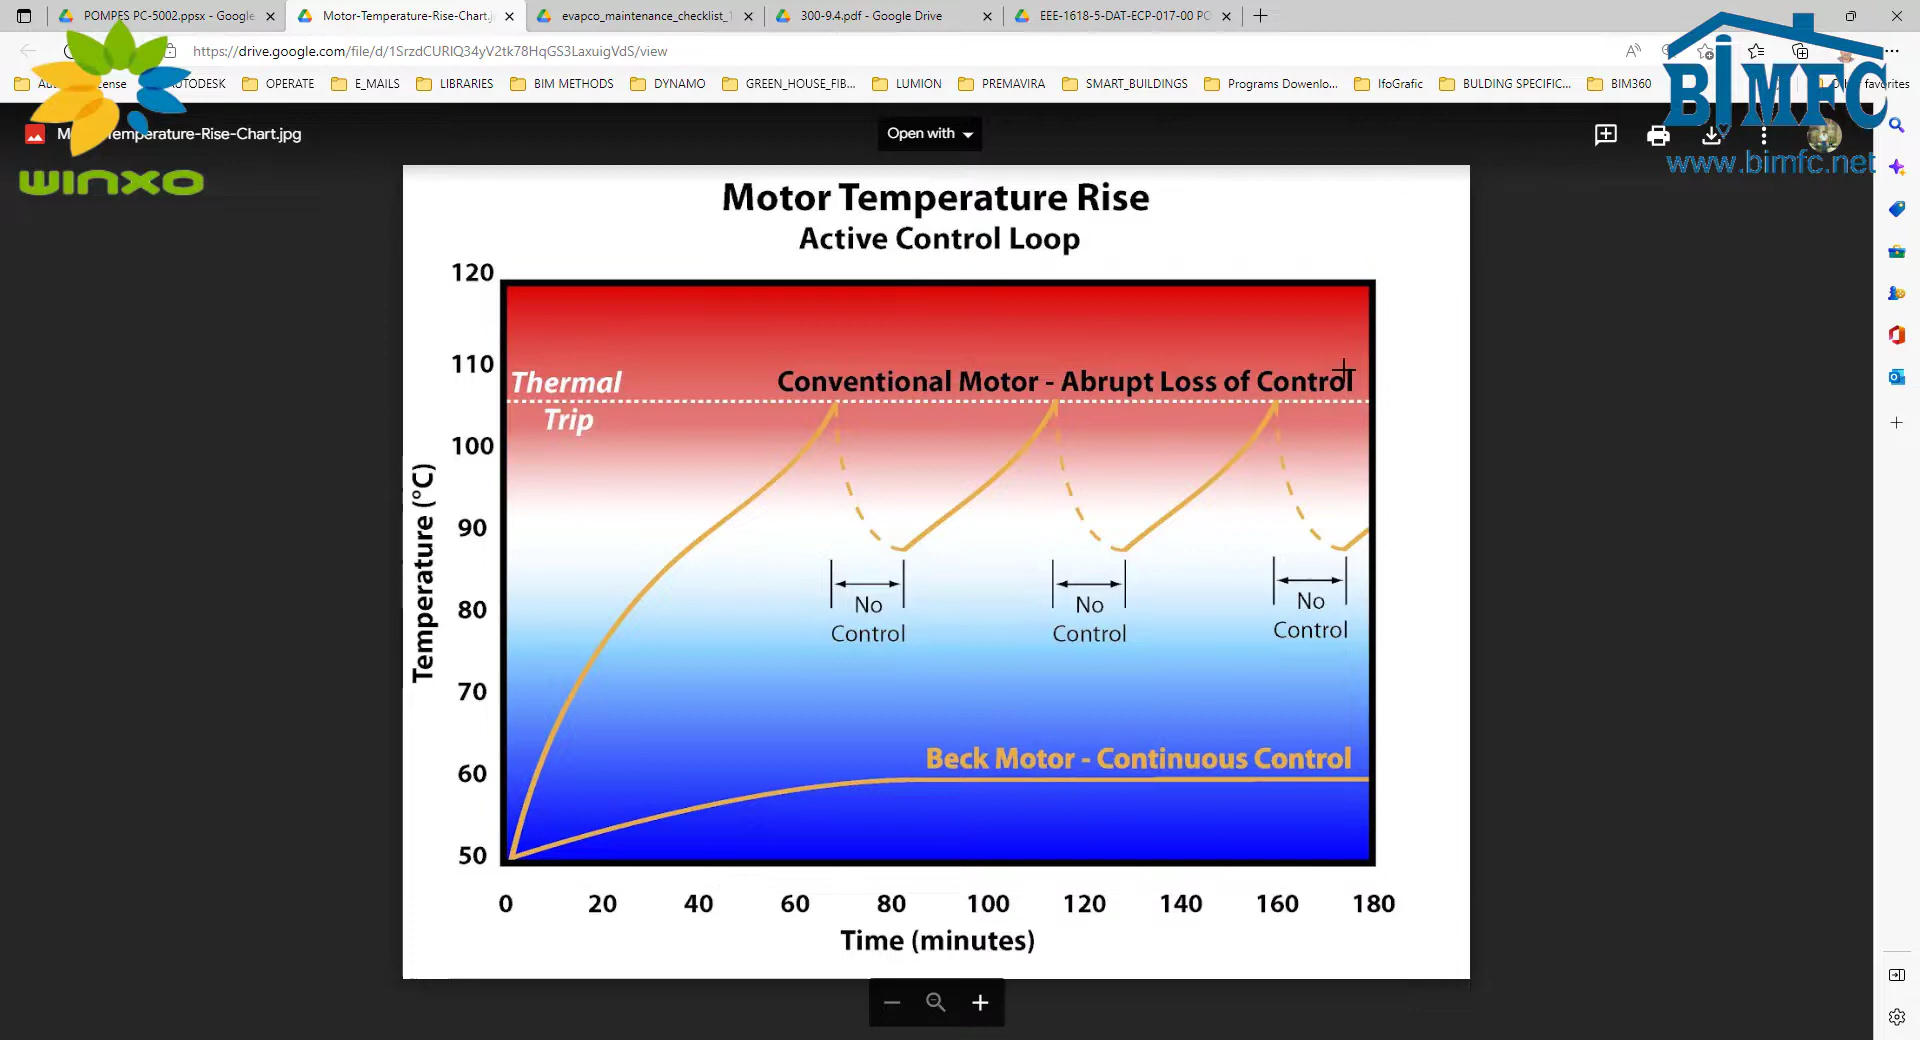 POMPES PC-5002.ppsx - Google
Motor-Temperature-Rise-Chart.j
evapco_maintenance_checklist_1
300-9.4.pdf - Google Drive
EEE-1618-5-DAT-ECP-017-00 PO
https://drive.google.com/file/d/1SrzdCURlQ34yV2tk78HqGS3LaxuigVdS/view
AUTODESK
OPERATE
E_MAILS
LIBRARIES
BIM METHODS
DYNAMO
GREEN_HOUSE_FIB...
LUMION
PREMAVIRA
SMART_BUILDINGS
Programs Dowenlo...
IfoGrafic
BULDING SPECIFIC...
BIM360
Other favorites
BIMFC
www.bimfc.net
winxo
Temperature-Rise-Chart.jpg
Open with
Motor Temperature Rise
Active Control Loop
120
110
100
90
80
70
60
50
Temperature (°C)
Thermal
Trip
Conventional Motor - Abrupt Loss of Control
No
Control
No
Control
No
Control
Beck Motor - Continuous Control
0 20 40 60 80 100 120 140 160 180
Time (minutes)